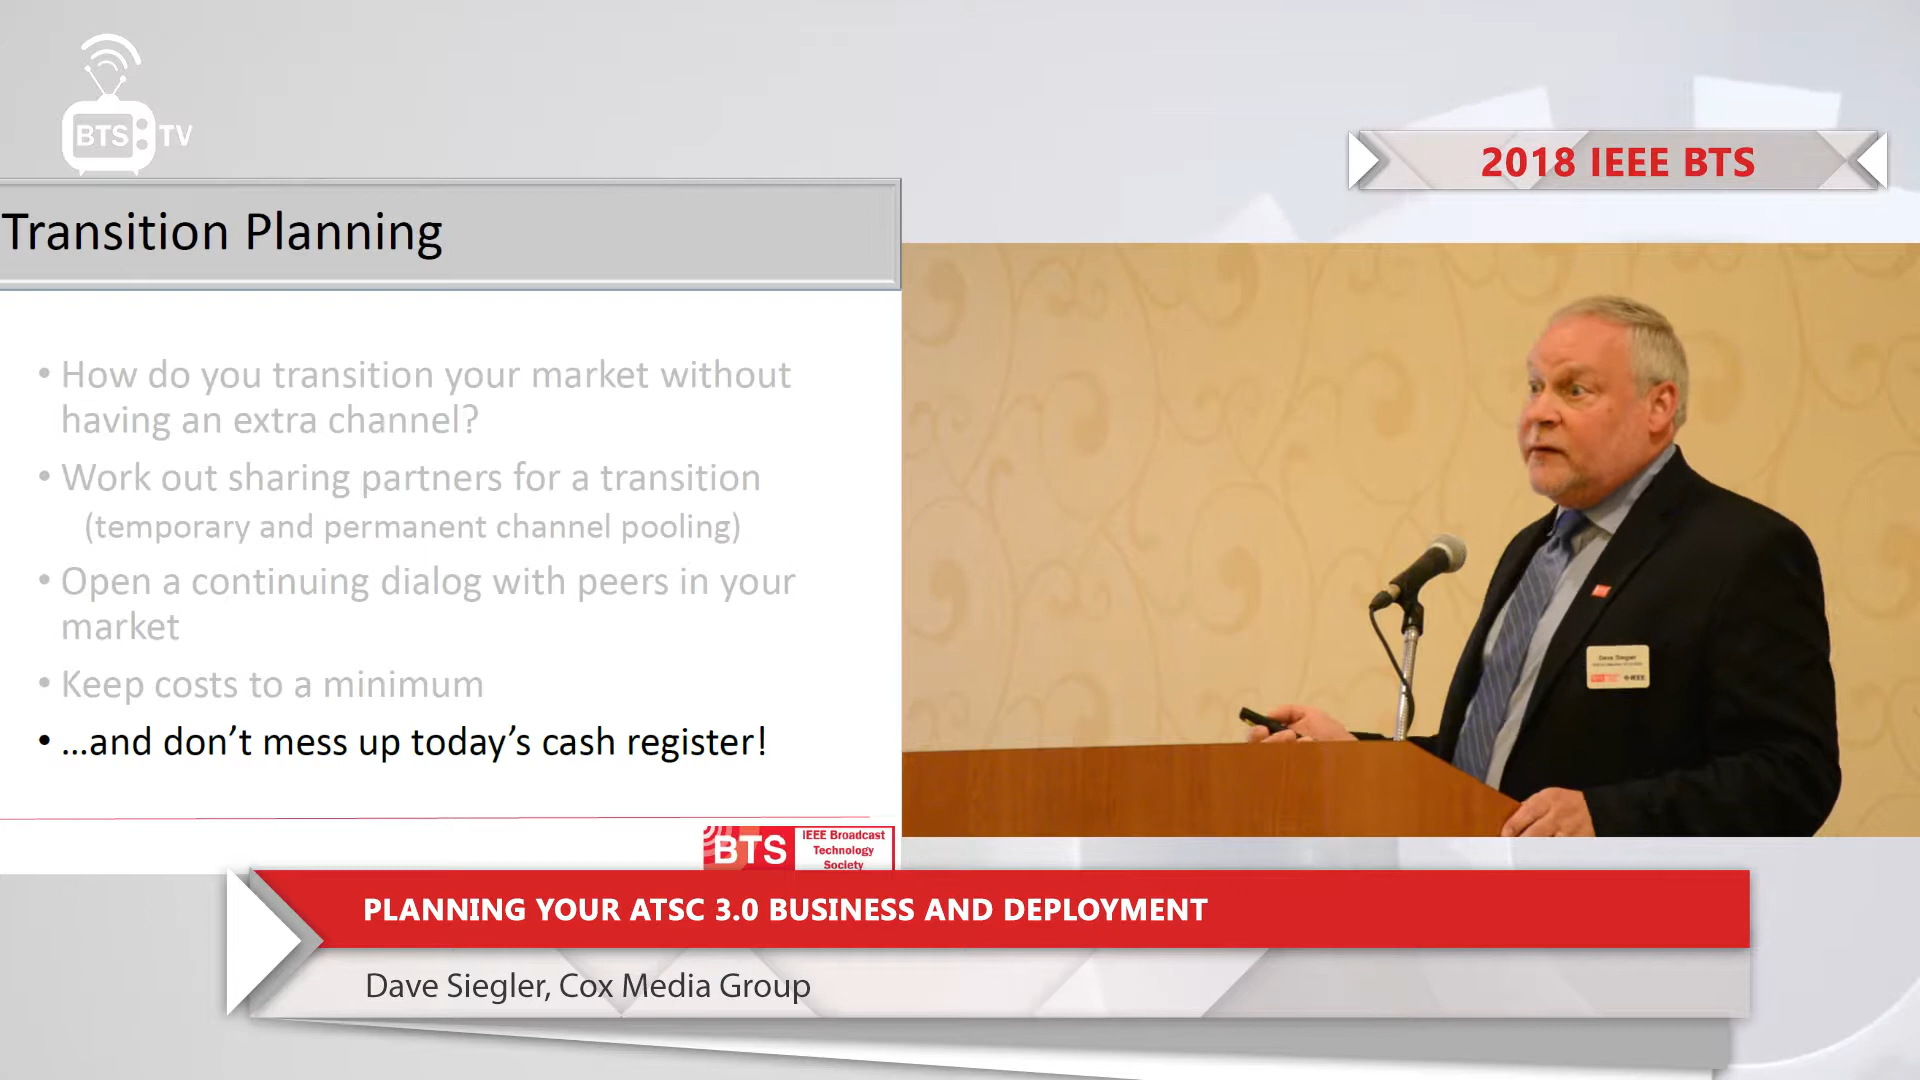 BTS TV
2018 IEEE BTS
Transition Planning
• How do you transition your market without
having an extra channel?
• Work out sharing partners for a transition
(temporary and permanent channel pooling)
• Open a continuing dialog with peers in your
market
• Keep costs to a minimum
• ...and don’t mess up today’s cash register!
BTS
IEEE Broadcast
Technology
Society
Dave Siegler
IEEE
PLANNING YOUR ATSC 3.0 BUSINESS AND DEPLOYMENT
Dave Siegler, Cox Media Group